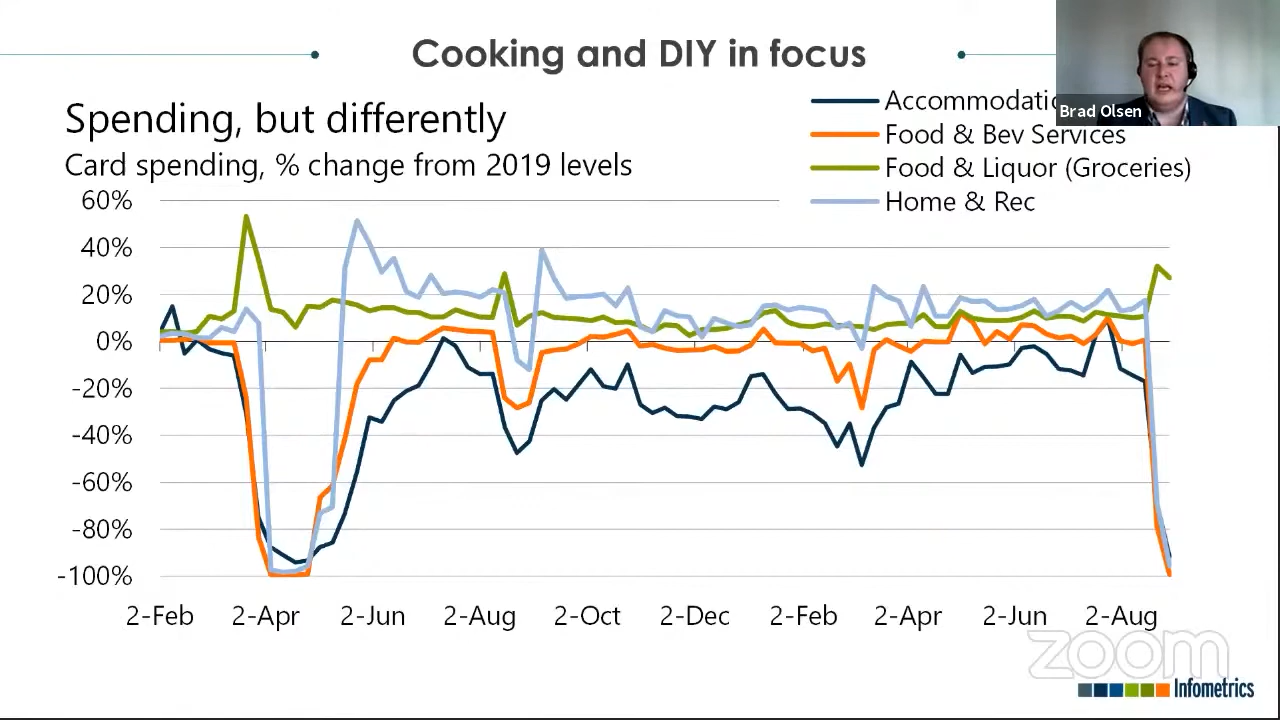 Cooking and DIY in focus
Brad Olsen
Spending, but differently
Card spending, % change from 2019 levels
Food & Bev Services
Food & Liquor (Groceries)
Home & Rec
60%
40%
20%
0%
-20%
-40%
-60%
-80%
-100%
2-Feb 2-Apr 2-Jun 2-Aug 2-Oct 2-Dec 2-Feb 2-Apr 2-Jun 2-Aug
zoom
Infometrics